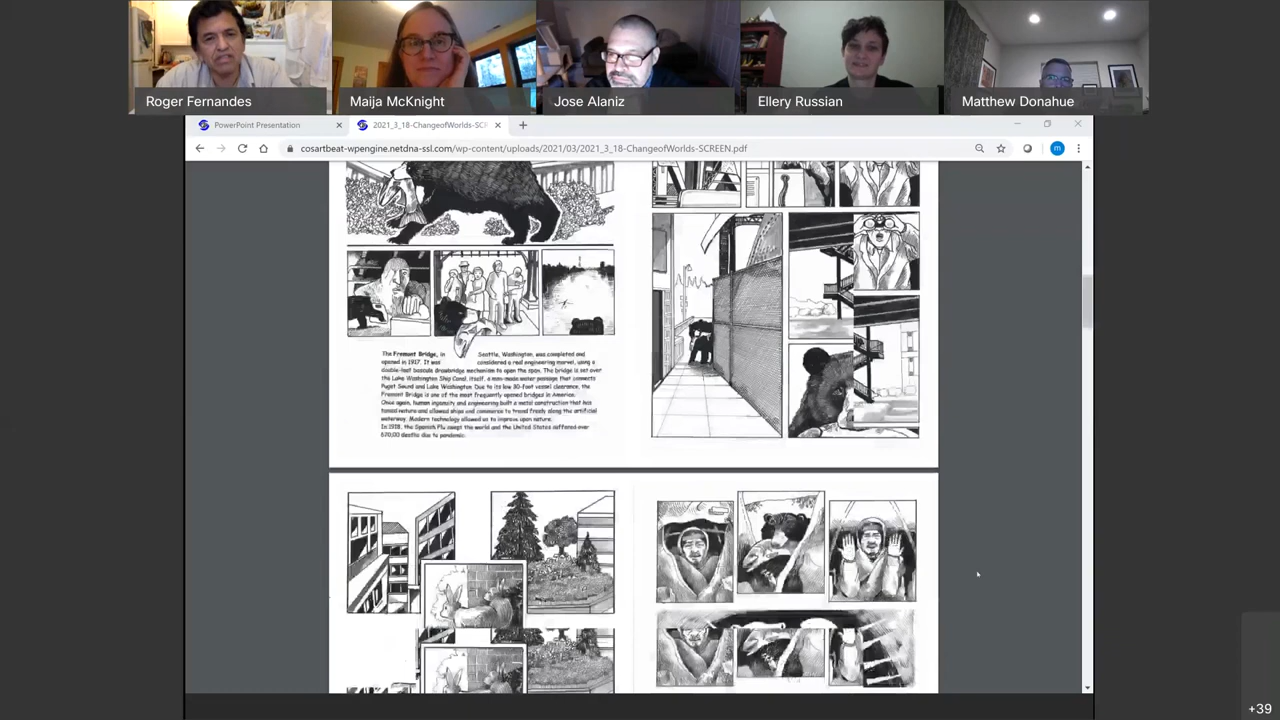 Roger Fernandes
Maija McKnight
Jose Alaniz
Ellery Russian
Matthew Donahue
PowerPoint Presentation
2021_3_18-ChangeofWorlds-SCR
cosartbeat-wpengine.netdna-ssl.com/wp-content/uploads/2021/03/2021_3_18-ChangeofWorlds-SCREEN.pdf
m
The Fremont Bridge, in Seattle, Washington, was completed and
opened in 1917. It was considered a real engineering marvel, using a
double-leaf bascule drawbridge mechanism to open the span. The bridge is set over
the Lake Washington Ship Canal, itself, a man-made water passage that connects
Puget Sound and Lake Washington. Due to its low 30-foot vessel clearance, the
Fremont Bridge is one of the most frequently opened bridges in America.
Once again, human ingenuity and engineering built a metal construction that has
tamed nature and allowed ships and commerce to travel freely along the artificial
waterway. Modern technology allowed us to improve upon nature.
In 1918, the Spanish Flu swept the world and the United States suffered over
deaths due to pandemic.
+39